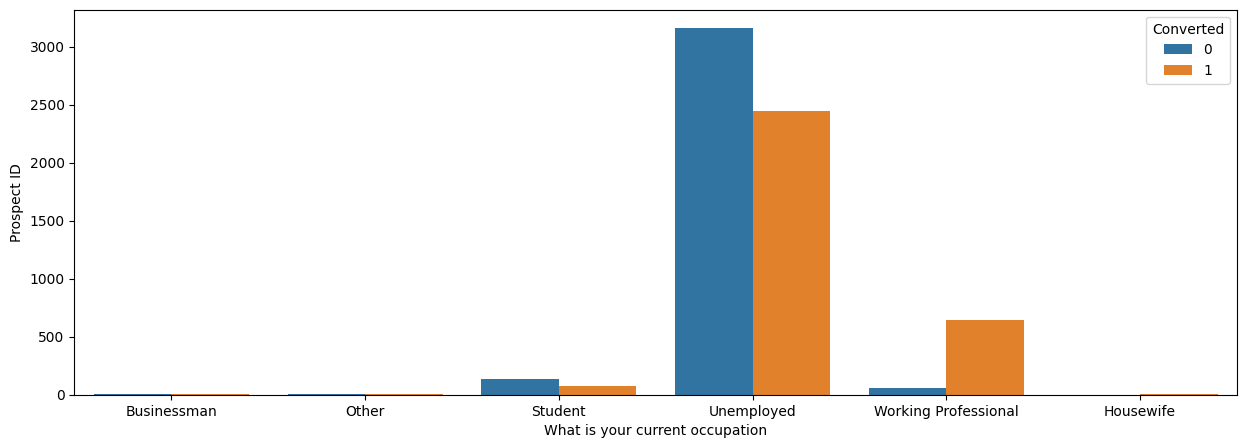 Converted
0
1
3000
2500
2000
1500
1000
500
0
Prospect ID
Businessman Other Student Unemployed Working Professional Housewife
What is your current occupation